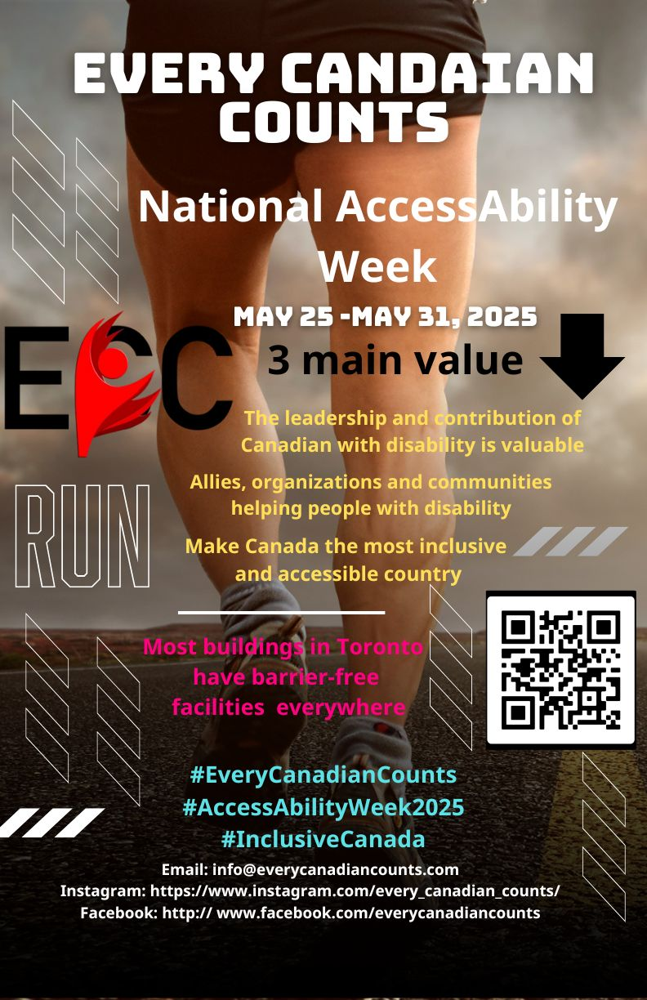 EVERY CANDAIAN
COUNTS
National AccessAbility
Week
MAY 25 -MAY 31, 2025
ECC
3 main value
The leadership and contribution of
Canadian with disability is valuable
Allies, organizations and communities
helping people with disability
RUN
Make Canada the most inclusive
and accessible country
Most buildings in Toronto
have barrier-free
facilities  everywhere
#EveryCanadianCounts
#AccessAbilityWeek2025
#InclusiveCanada
Email: info@everycanadiancounts.com
Instagram: https://www.instagram.com/every_canadian_counts/
Facebook: http:// www.facebook.com/everycanadiancounts